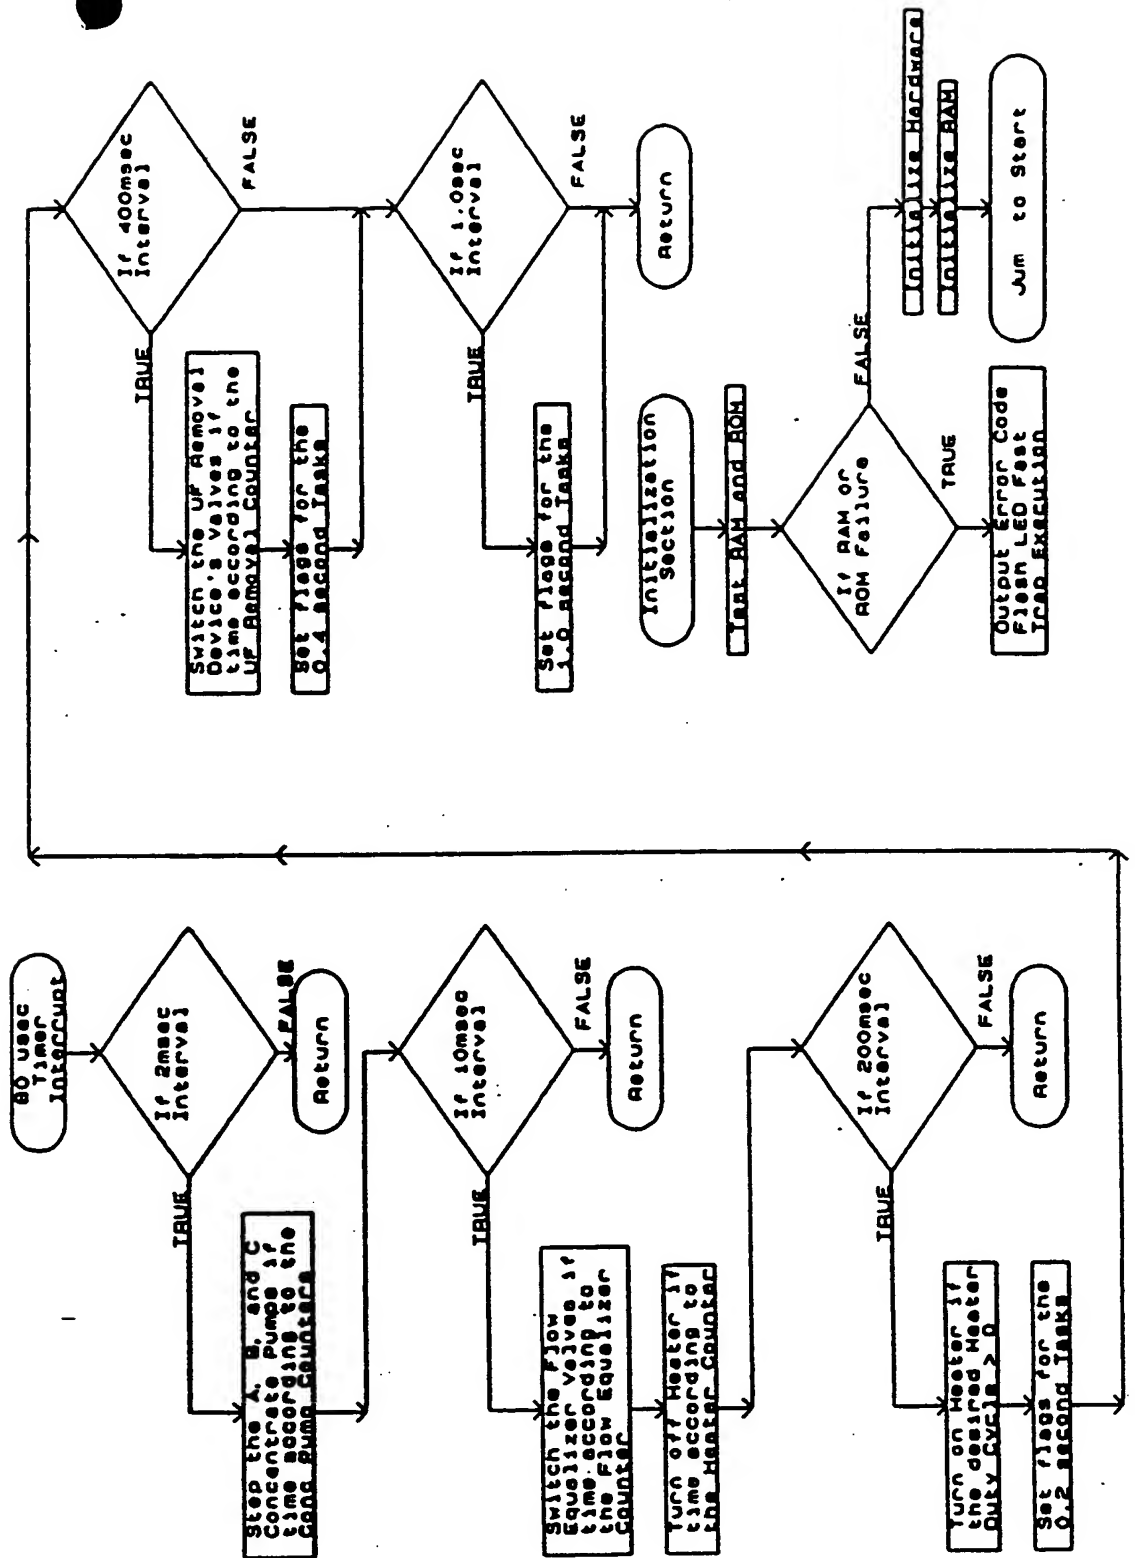 80 usec
Timer
Interrupt
If 2msec
Interval
TRUE
FALSE
Return
Step the A, B, and C
Concentrate Pumps if
time according to the
Conc Pump Counters
If 10msec
Interval
TRUE
FALSE
Return
Switch the Flow
Equalizer Valves if
time according to
the Flow Equalizer
Counter
Turn off Heater if
time according to
the Heater Counter
If 200msec
Interval
TRUE
FALSE
Return
Turn on Heater if
the desired Heater
Duty Cycle > 0
Set flags for the
0.2 second Tasks
If 400msec
Interval
TRUE
FALSE
Switch the UF Removal
Device's Valves if
time according to the
UF Removal Counter
Set flags for the
0.4 second Tasks
If 1.0sec
Interval
TRUE
FALSE
Set flags for the
1.0 second Tasks
Return
Initialization
Section
Test RAM and ROM
If RAM or
ROM Failure
FALSE
TRUE
Output Error Code
Flash LED Fast
Trap Execution
Initialize Hardware
Initialize RAM
Jum to Start